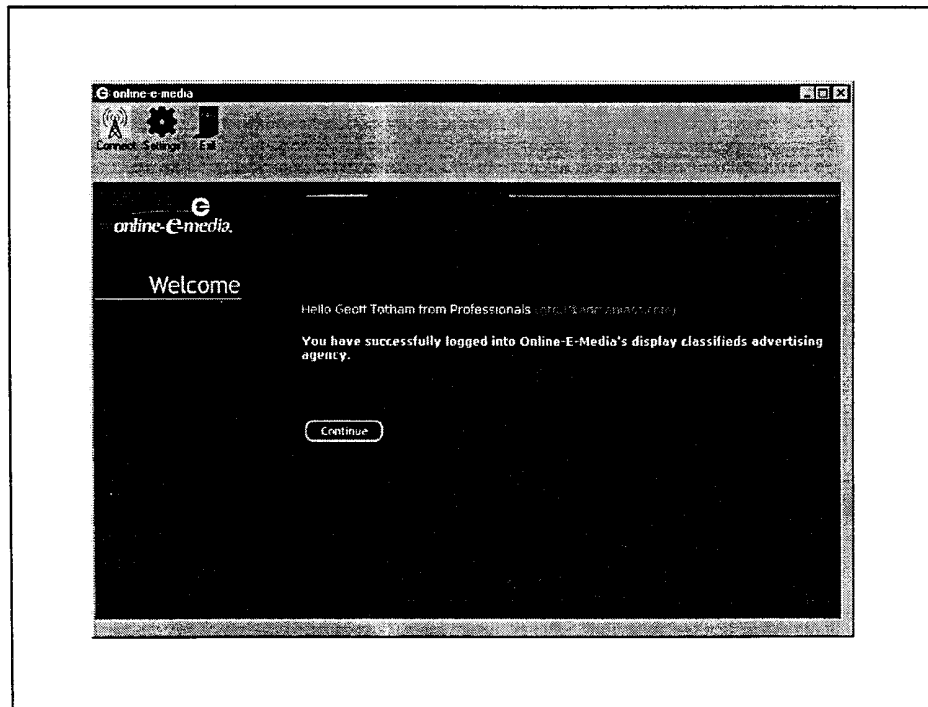 online-e-media
Connect Settings Exit
online-e-media.
Welcome
Hello Geoff Totham from Professionals
You have successfully logged into Online-E-Media's display classifieds advertising
agency.
Continue